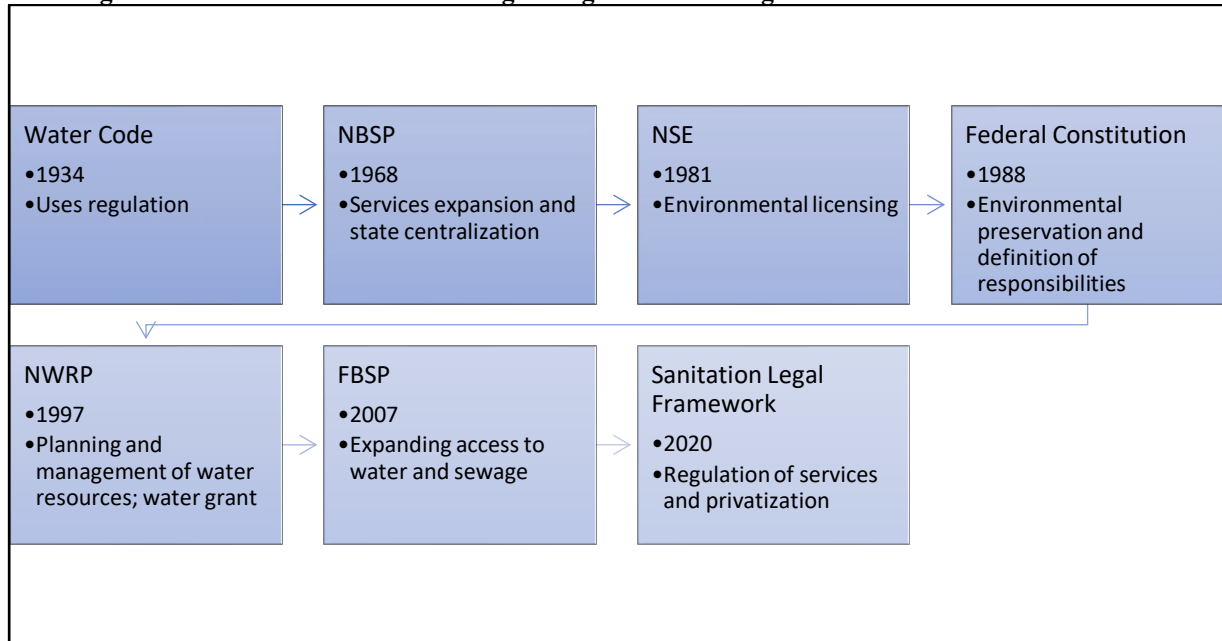 Water Code
•1934
•Uses regulation
NBSP
•1968
•Services expansion and
state centralization
NSE
•1981
•Environmental licensing
Federal Constitution
•1988
•Environmental
preservation and
definition of
responsibilities
NWRP
•1997
•Planning and
management of water
resources; water grant
FBSP
•2007
•Expanding access to
water and sewage
Sanitation Legal
Framework
•2020
•Regulation of services
and privatization